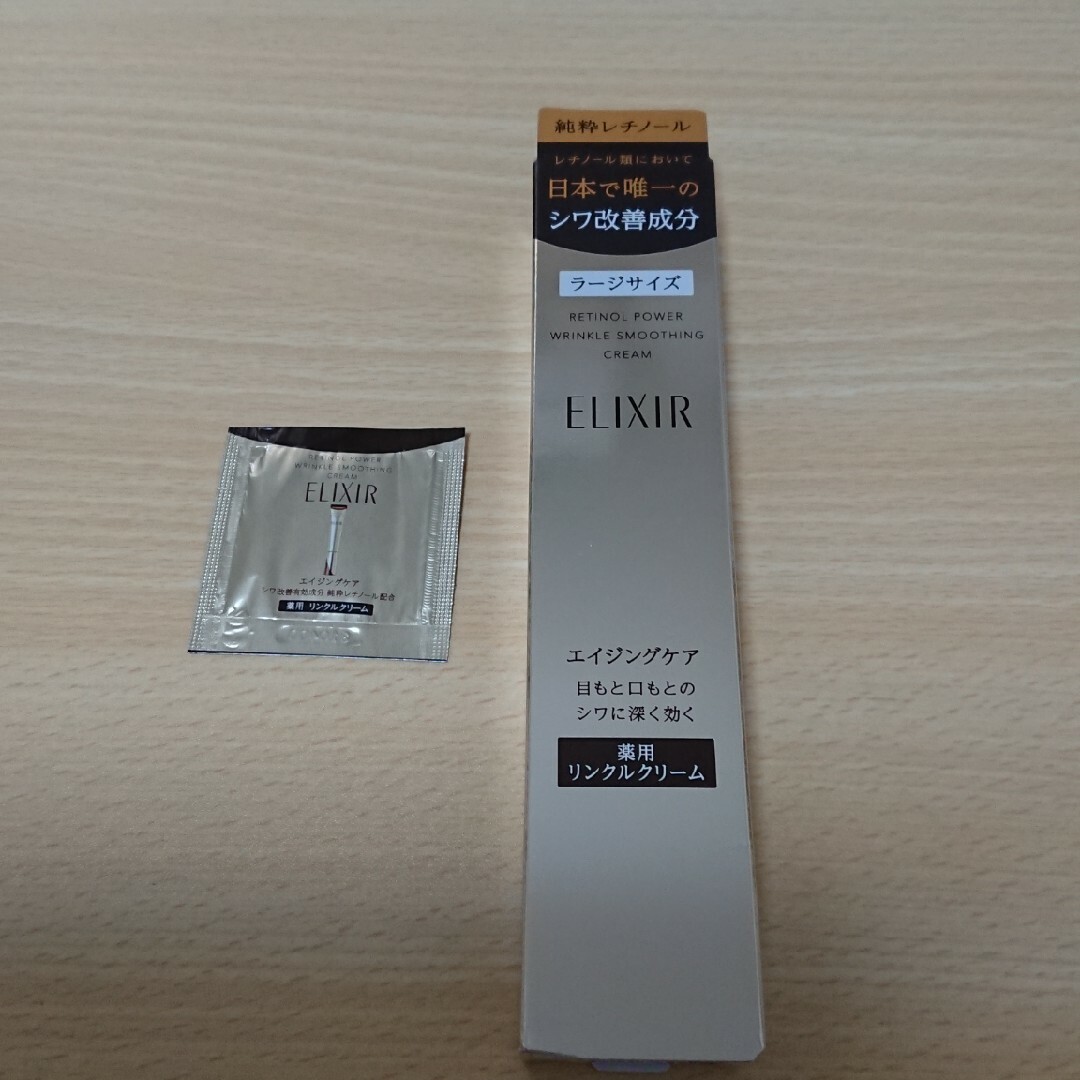 純粋レチノール
レチノール類において
日本で唯一の
シワ改善成分
ラージサイズ
RETINOL POWER
WRINKLE SMOOTHING
CREAM
ELIXIR
エイジングケア
目もと口もとの
シワに深く効く
薬用
リンクルクリーム
RETINOL POWER
WRINKLE SMOOTHING
CREAM
ELIXIR
エイジングケア
シワ改善有効成分 純粋レチノール配合
薬用 リンクルクリーム